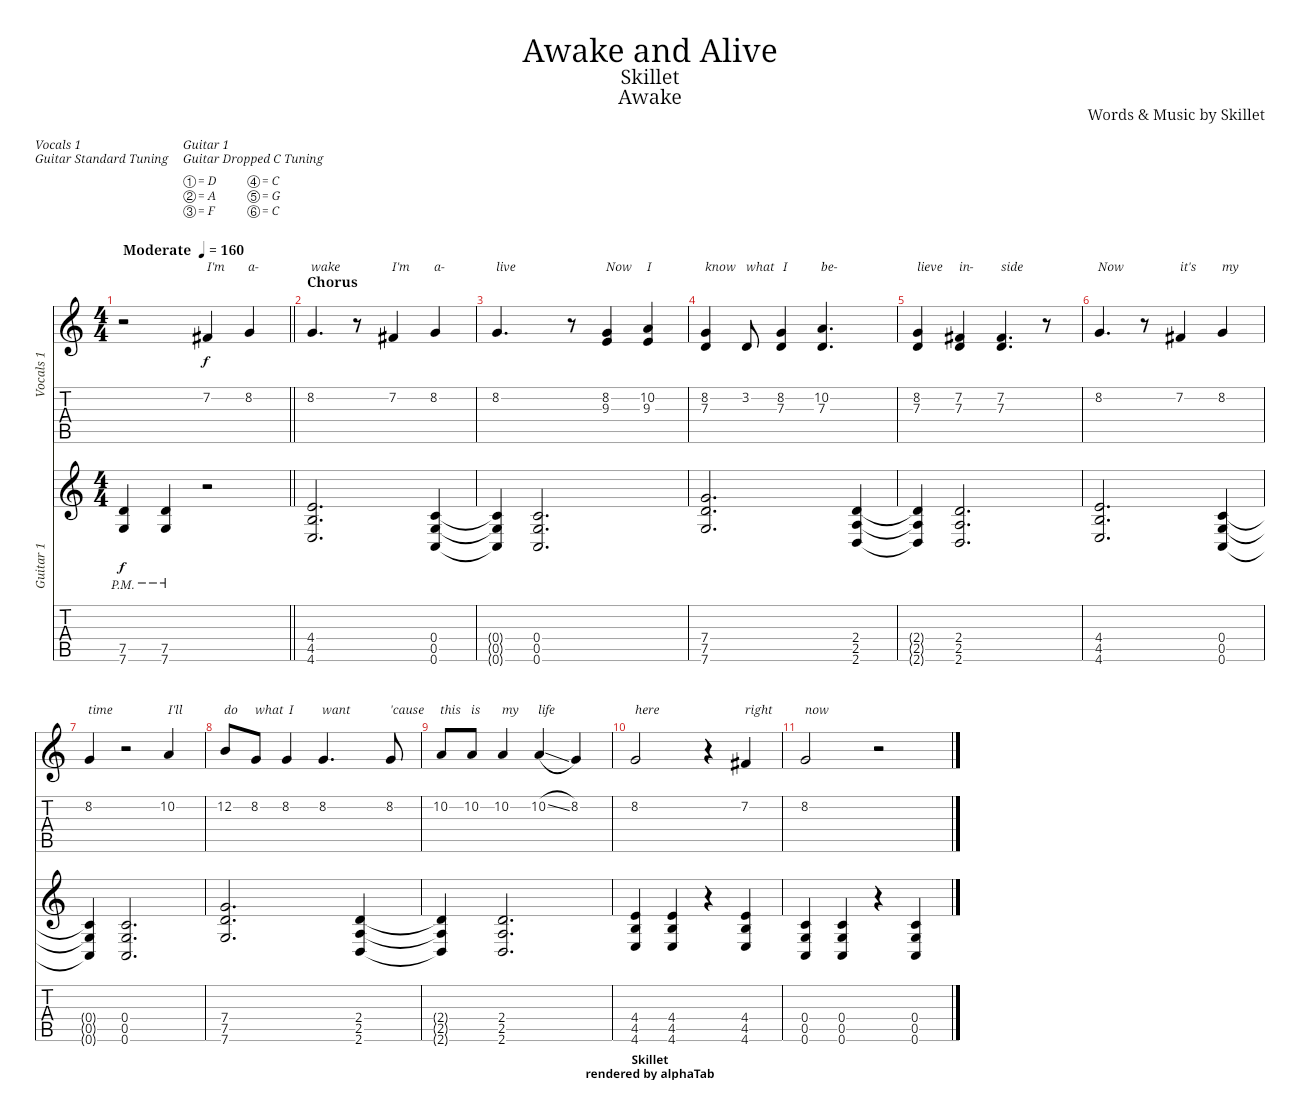 Awake and Alive
Skillet
Awake
Words & Music by Skillet
Vocals 1 Guitar 1
Guitar Standard Tuning Guitar Dropped C Tuning
① = D ④ = C
② = A ⑤ = G
③ = F ⑥ = C
Moderate ♩ = 160
I'm a- wake I'm a- live Now I know what I be- lieve in- side Now it's my
Chorus
1 2 3 4 5 6
Vocals 1
4 4
f
T A B
7 8 8 7 8 8 8 10 8 3 8 10 8 7 7 8 7 8
9 9 7 7 7 7 7 7
Guitar 1
4 4
f
P.M.
T A B
4 0 (0) 0 7 2 (2) 2 4 0
7 7 4 0 (0) 0 7 2 (2) 2 4 0
7 7 4 0 (0) 0 7 2 (2) 2 4 0
time I'll do what I want 'cause this is my life here right now
7 8 9 10 11
T A B
8 10 12 8 8 8 8 10 10 10 10 8 8 7 8
T A B
(0) 0 7 2 (2) 2 4 4 4 0 0 0
(0) 0 7 2 (2) 2 4 4 4 0 0 0
(0) 0 7 2 (2) 2 4 4 4 0 0 0
Skillet
rendered by alphaTab